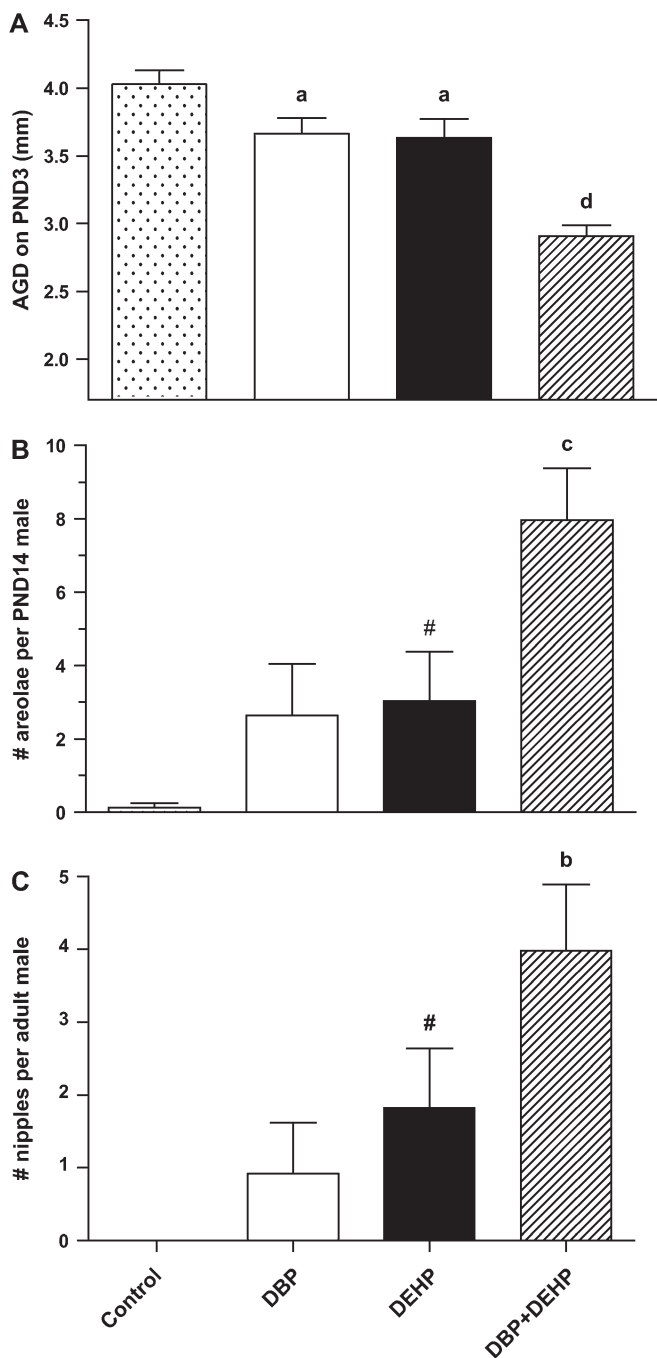 A
AGD on PND3 (mm)
4.5
4.0
3.5
3.0
2.5
2.0
a
a
d
B
# areolae per PND14 male
10
8
6
4
2
0
#
c
C
# nipples per adult male
5
4
3
2
1
0
#
b
Control
DBP
DEHP
DBP+DEHP